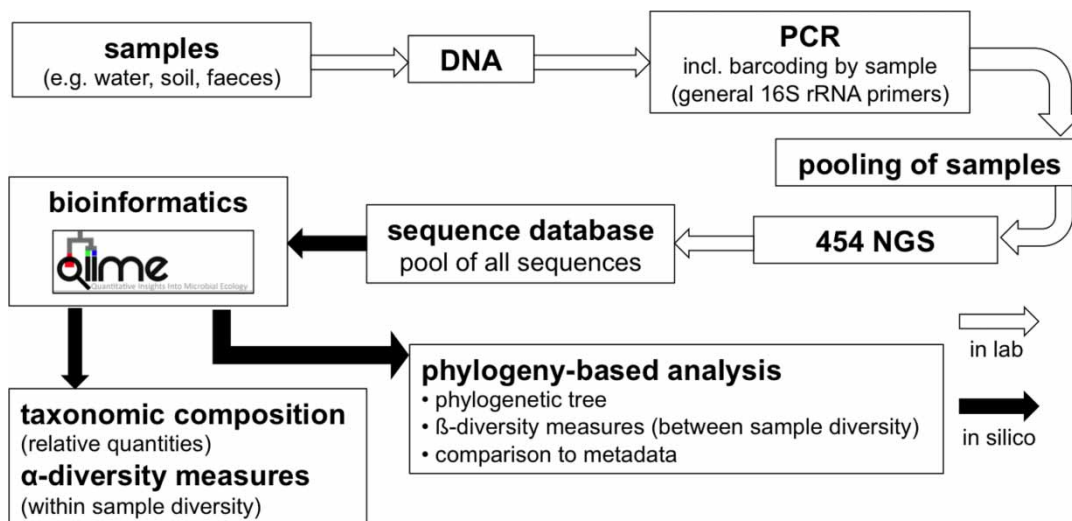 samples
(e.g. water, soil, faeces)
DNA
PCR
incl. barcoding by sample
(general 16S rRNA primers)
pooling of samples
454 NGS
sequence database
pool of all sequences
bioinformatics
QIIME
Quantitative Insights Into Microbial Ecology
taxonomic composition
(relative quantities)
α-diversity measures
(within sample diversity)
phylogeny-based analysis
• phylogenetic tree
• ß-diversity measures (between sample diversity)
• comparison to metadata
in lab
in silico